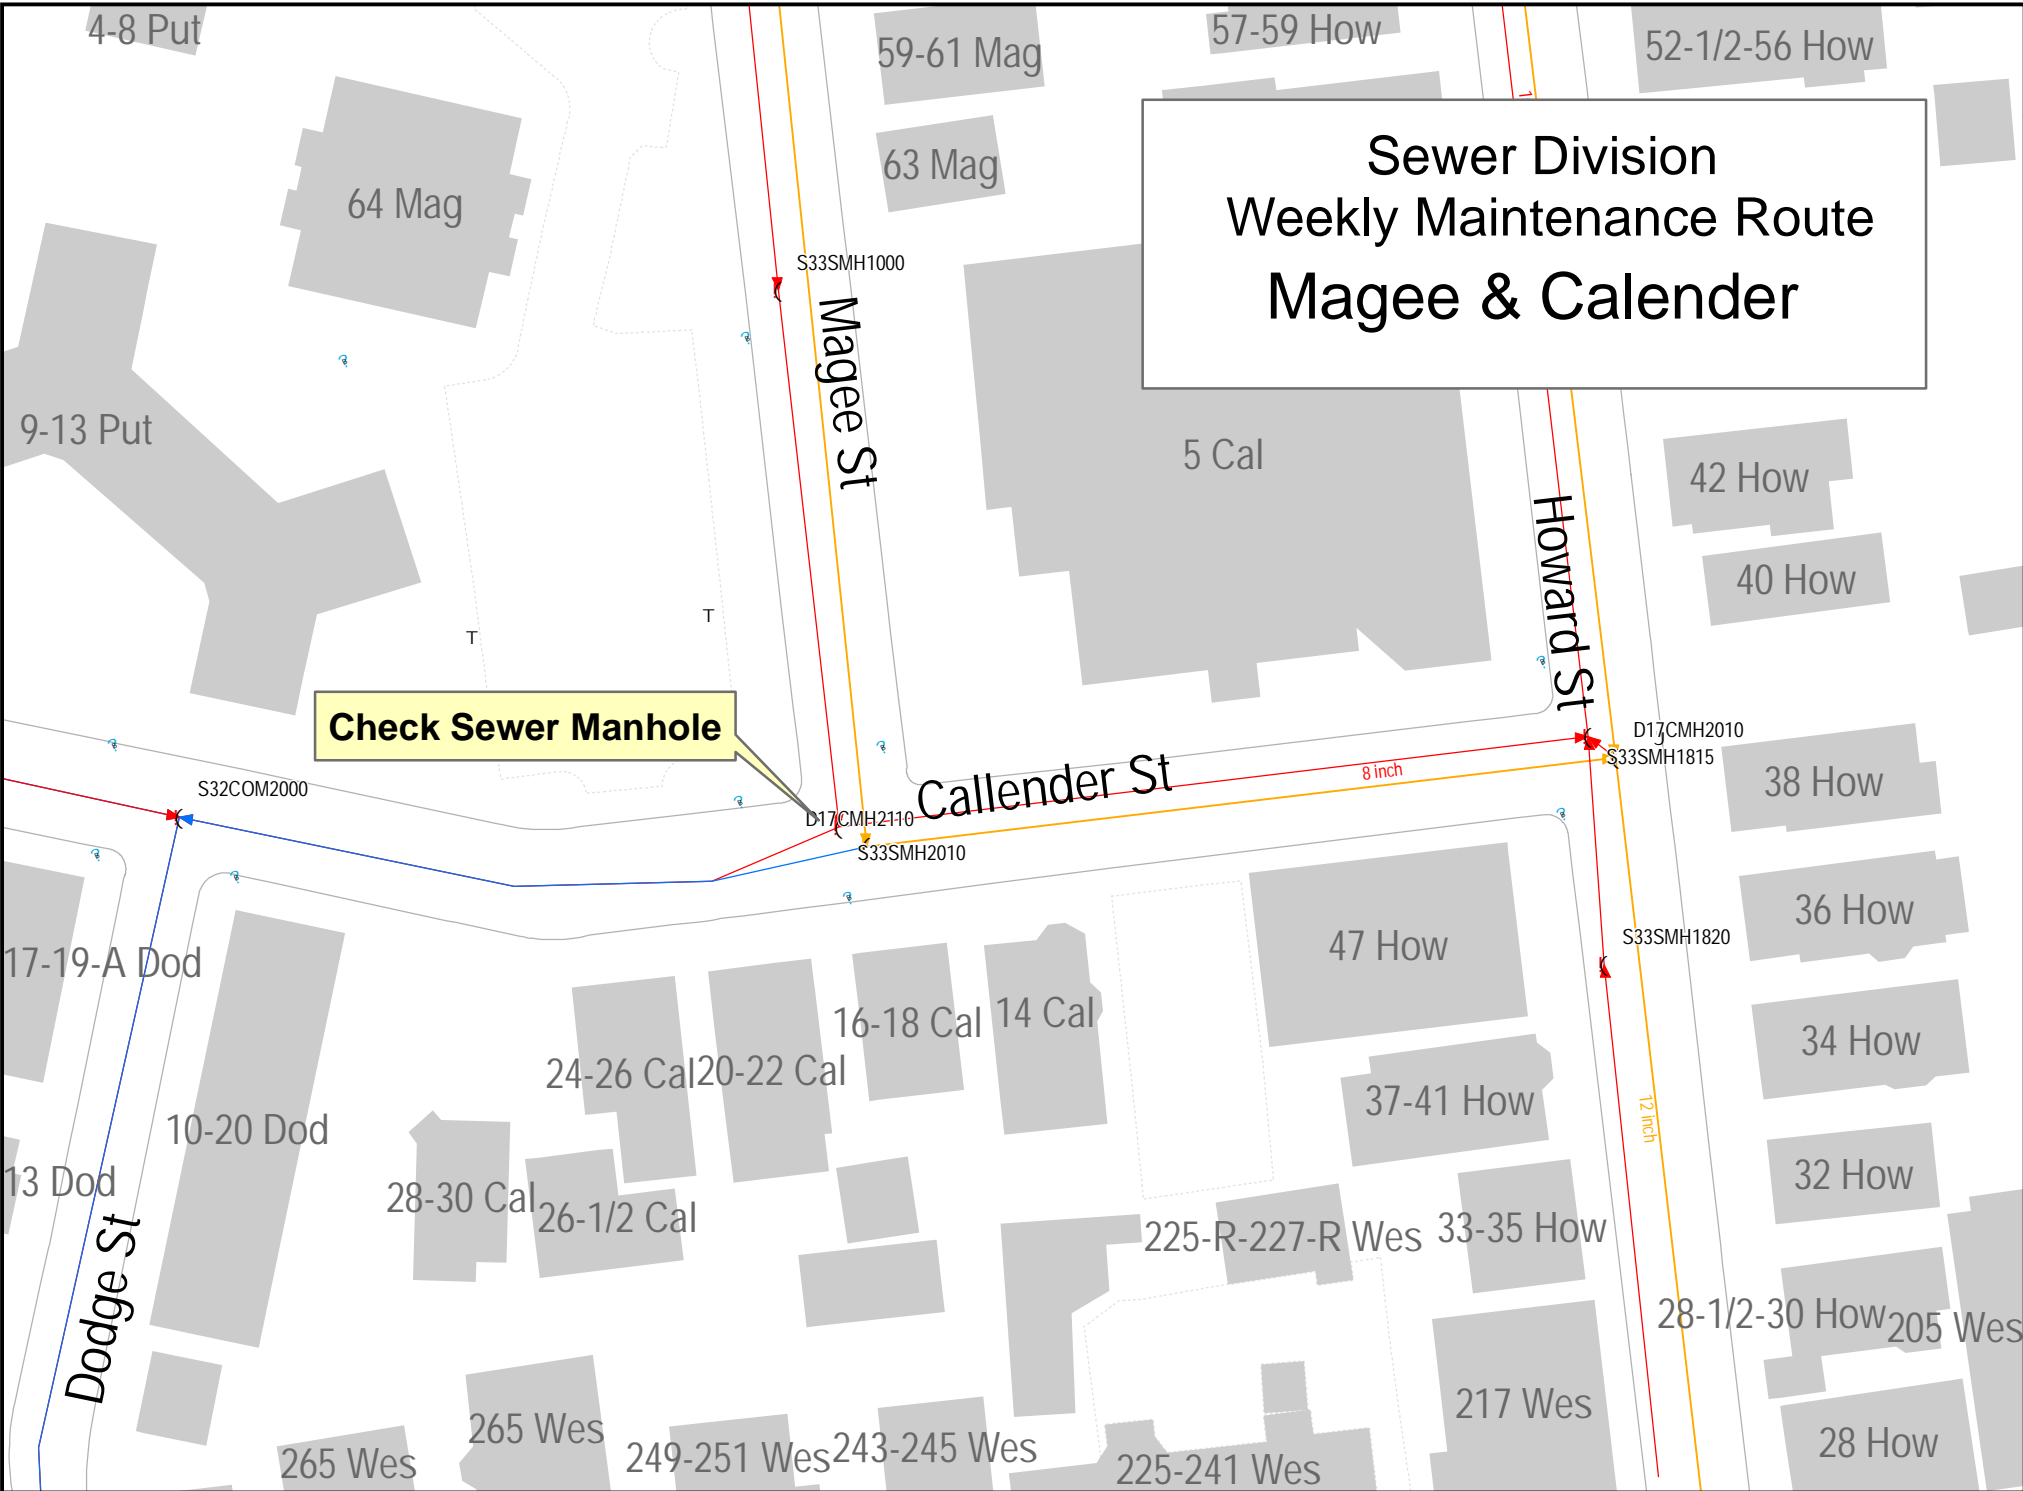 4-8 Put
59-61 Mag
57-59 How
52-1/2-56 How
Sewer Division
Weekly Maintenance Route
Magee & Calender
63 Mag
64 Mag
S33SMH1000
Magee St
9-13 Put
5 Cal
42 How
Howard St
40 How
T
T
Check Sewer Manhole
D17CMH2010
S33SMH1815
38 How
S32COM2000
Callender St
8 inch
D17CMH2110
S33SMH2010
36 How
47 How
S33SMH1820
17-19-A Dod
16-18 Cal
14 Cal
34 How
24-26 Cal
20-22 Cal
37-41 How
12 inch
10-20 Dod
32 How
13 Dod
28-30 Cal
26-1/2 Cal
225-R-227-R Wes
33-35 How
Dodge St
28-1/2-30 How
205 Wes
217 Wes
265 Wes
265 Wes
249-251 Wes
243-245 Wes
225-241 Wes
28 How